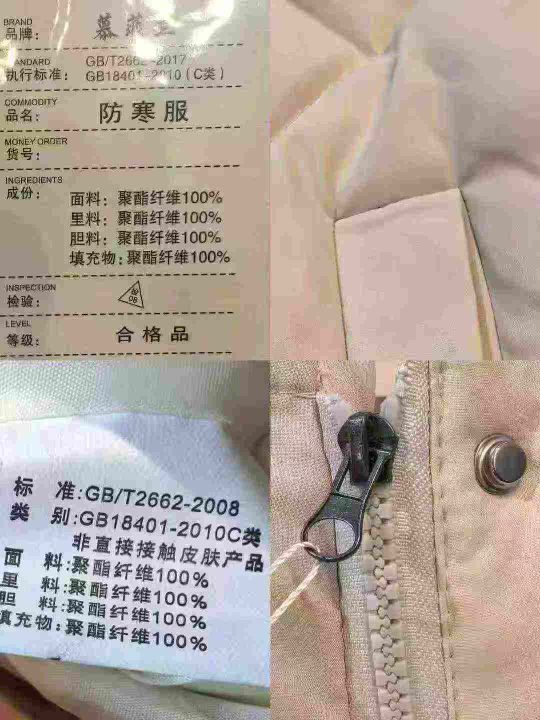 BRAND
品牌：
STANDARD GB/T2662-2017
执行标准： GB18401-2010（C类）
COMMODITY
品名： 防寒服
MONEY ORDER
货号：
INGREDIENTS
成份：
面料：聚酯纤维100%
里料：聚酯纤维100%
胆料：聚酯纤维100%
填充物：聚酯纤维100%
INSPECTION
检验：
LEVEL
等级： 合格品
标 准:GB/T2662-2008
类 别:GB18401-2010C类
非直接接触皮肤产品
面 料:聚酯纤维100%
里 料:聚酯纤维100%
胆 料:聚酯纤维100%
填充物:聚酯纤维100%